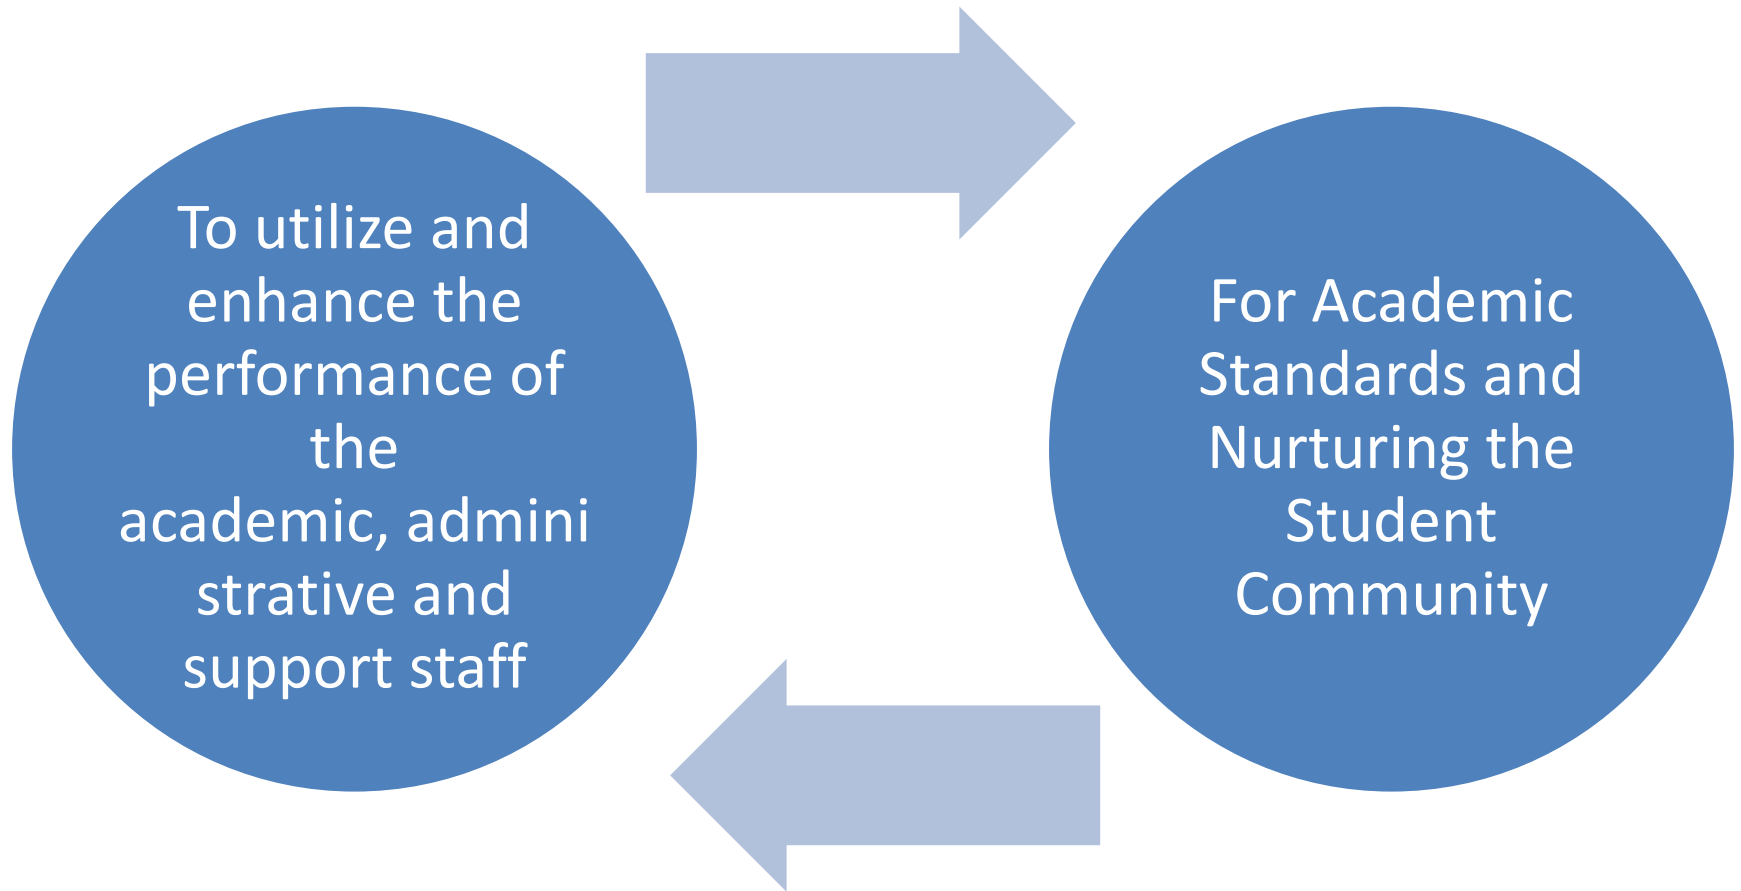 To utilize and
enhance the
performance of
the
academic, admini
strative and
support staff
For Academic
Standards and
Nurturing the
Student
Community